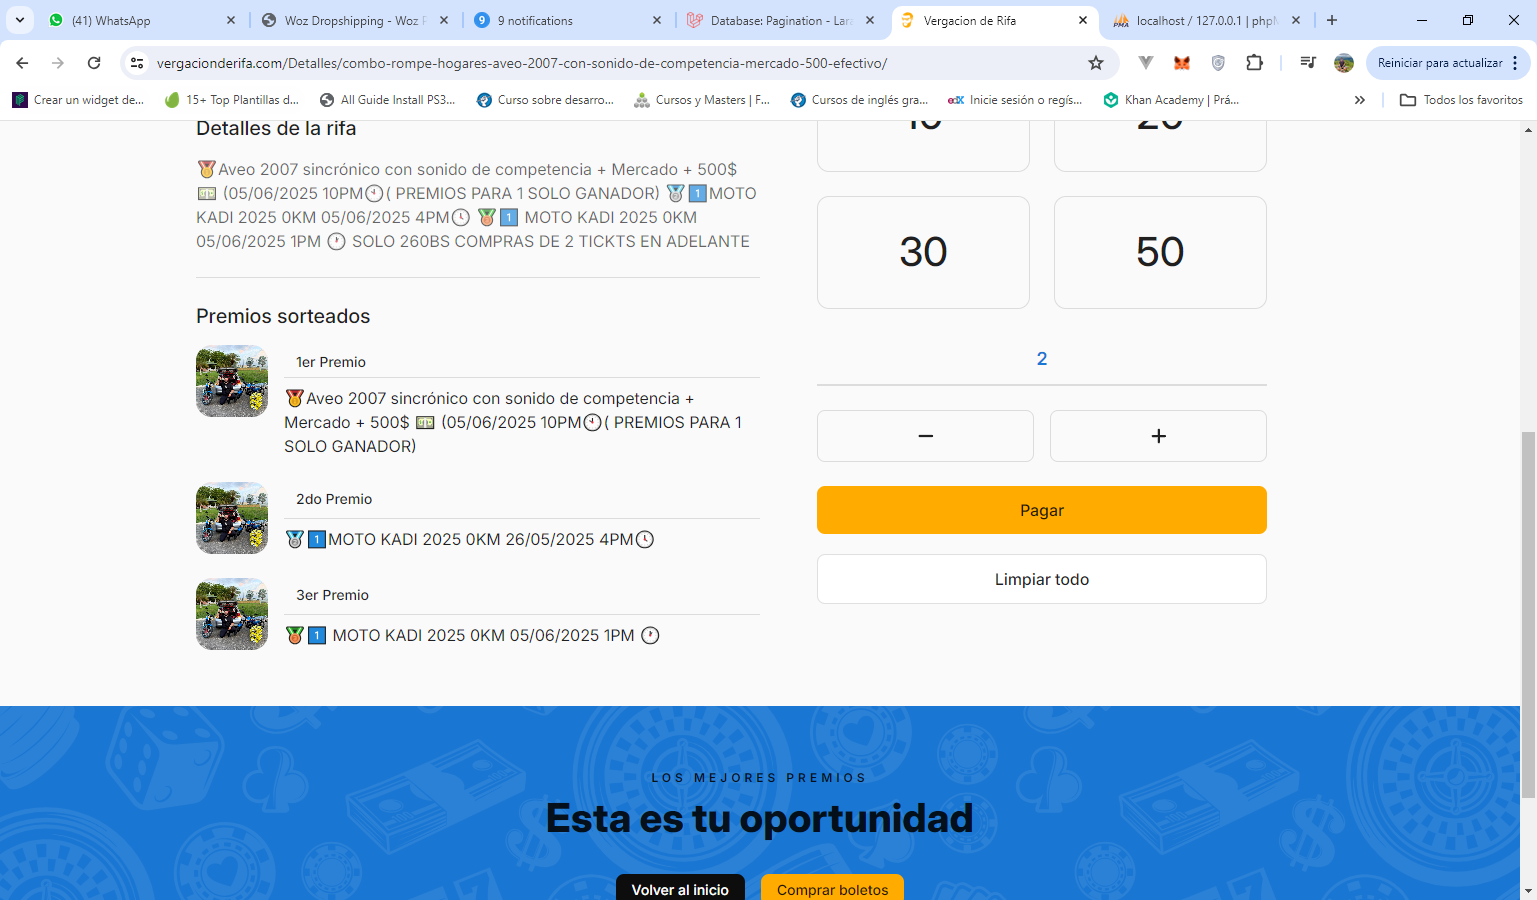 (41) WhatsApp
Woz Dropshipping - Woz
9
9 notifications
Database: Pagination - Lar
Vergacion de Rifa
localhost / 127.0.0.1 | php
vergacionderifa.com/Detalles/combo-rompe-hogares-aveo-2007-con-sonido-de-competencia-mercado-500-efectivo/
Reiniciar para actualizar
Crear un widget de...
15+ Top Plantillas d...
All Guide Install PS3...
Curso sobre desarro...
Cursos y Masters | F...
Cursos de inglés gra...
edX
Inicie sesión o regís...
Khan Academy | Prá...
Todos los favoritos
Detalles de la rifa
🥇Aveo 2007 sincrónico con sonido de competencia + Mercado + 500$
💵 (05/06/2025 10PM🕙( PREMIOS PARA 1 SOLO GANADOR) 🥈1️⃣MOTO
KADI 2025 0KM 05/06/2025 4PM🕓 🥉1️⃣ MOTO KADI 2025 0KM
05/06/2025 1PM 🕐 SOLO 260BS COMPRAS DE 2 TICKTS EN ADELANTE
10
20
30
50
2
−
+
Pagar
Limpiar todo
Premios sorteados
1er Premio
🥇Aveo 2007 sincrónico con sonido de competencia +
Mercado + 500$ 💵 (05/06/2025 10PM🕙( PREMIOS PARA 1
SOLO GANADOR)
2do Premio
🥈1️⃣MOTO KADI 2025 0KM 26/05/2025 4PM🕓
3er Premio
🥉1️⃣ MOTO KADI 2025 0KM 05/06/2025 1PM 🕐
LOS MEJORES PREMIOS
Esta es tu oportunidad
Volver al inicio
Comprar boletos